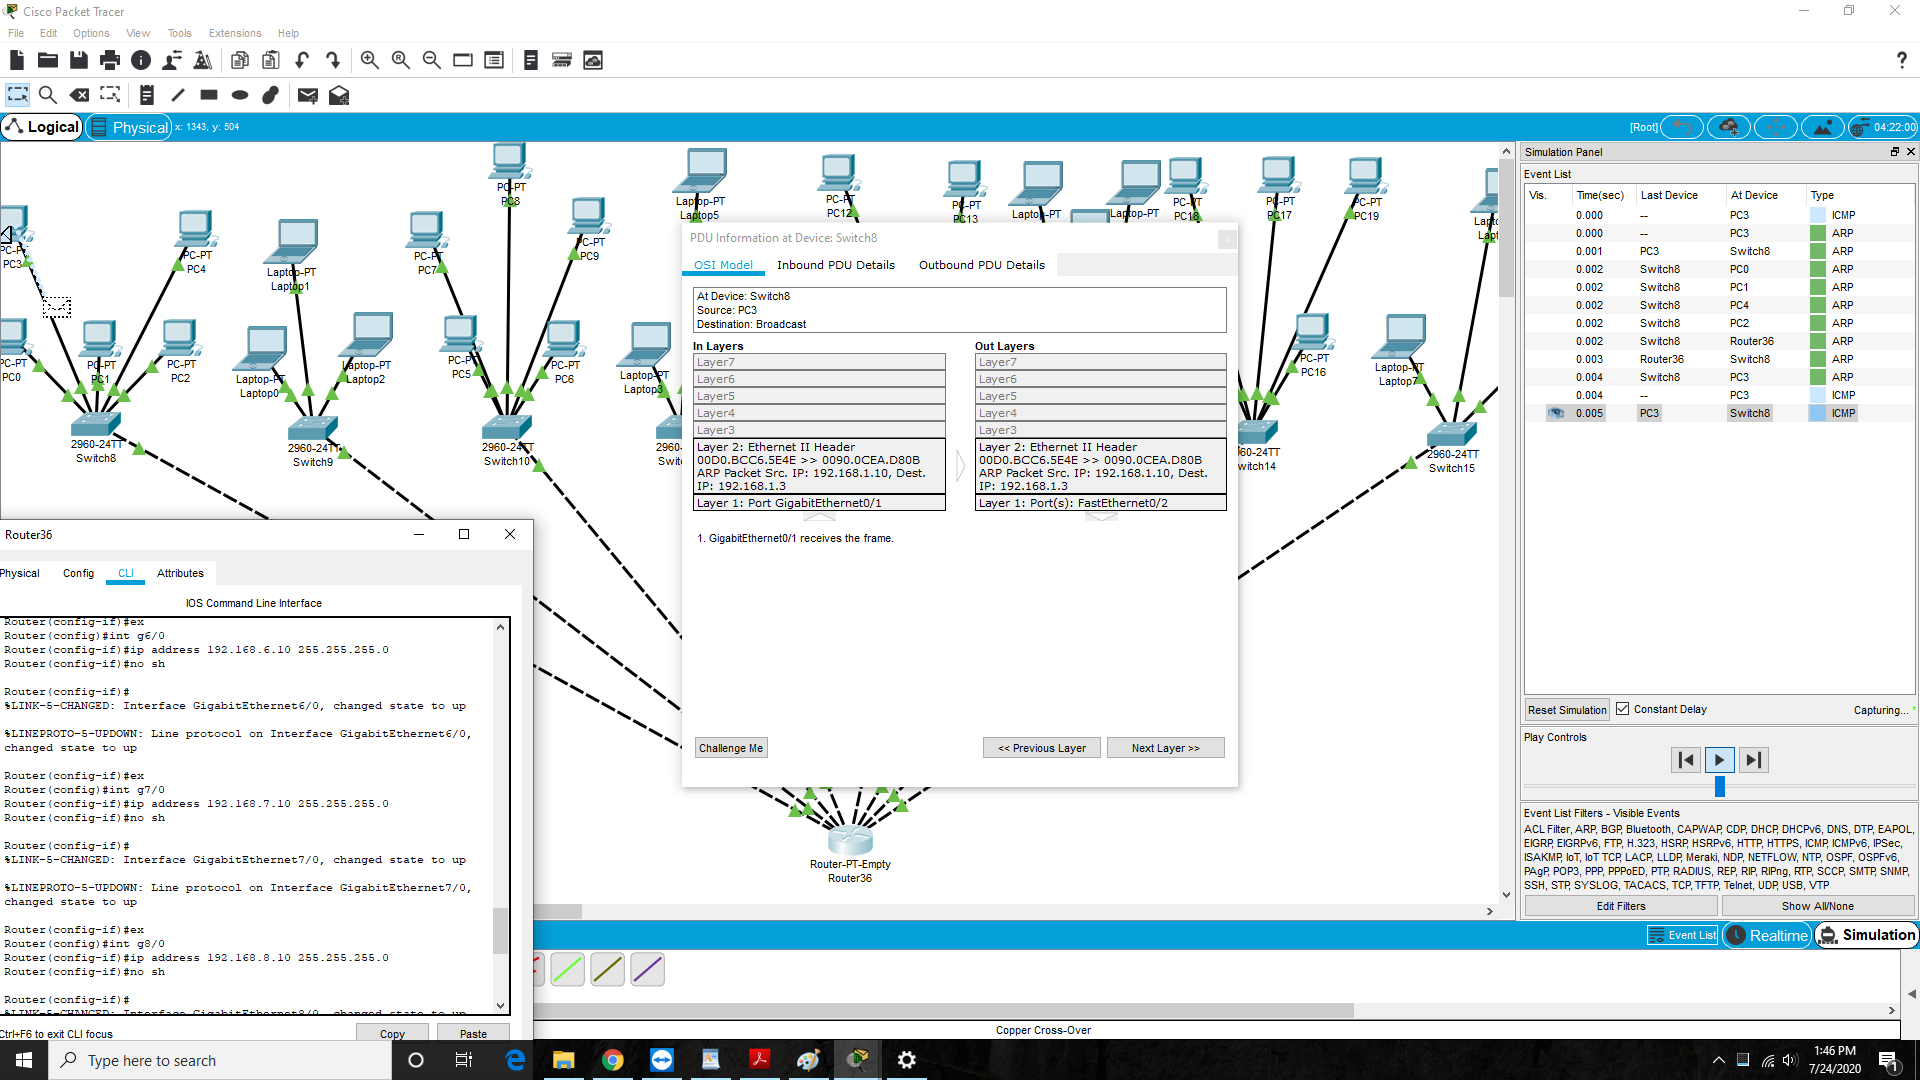 Cisco Packet Tracer
File Edit Options View Tools Extensions Help
?
Logical Physical x: 1343, y: 504
[Root] 04:22:00
PC3
PC-PT
PC4
Laptop-PT
Laptop1
PC-PT
PC7
PC-PT
PC8
PC-PT
PC9
Laptop-PT
Laptop5
PC-PT
PC12
PC13
Laptop-PT
Laptop-PT
PC-PT
PC18
PC17
PC19
PC-PT
PC0
PC-PT
PC1
PC-PT
PC2
Laptop-PT
Laptop0
Laptop-PT
Laptop2
PC-PT
PC5
PC-PT
PC6
Laptop-PT
Laptop3
PC-PT
PC16
Laptop-PT
Laptop7
2960-24TT
Switch8
2960-24TT
Switch9
2960-24TT
Switch10
2960-24TT
Switch15
Router-PT-Empty
Router36
PDU Information at Device: Switch8
OSI Model Inbound PDU Details Outbound PDU Details
At Device: Switch8
Source: PC3
Destination: Broadcast
In Layers
Layer7
Layer6
Layer5
Layer4
Layer3
Layer 2: Ethernet II Header
00D0.BCC6.5E4E >> 0090.0CEA.D80B
ARP Packet Src. IP: 192.168.1.10, Dest.
IP: 192.168.1.3
Layer 1: Port GigabitEthernet0/1
Out Layers
Layer7
Layer6
Layer5
Layer4
Layer3
Layer 2: Ethernet II Header
00D0.BCC6.5E4E >> 0090.0CEA.D80B
ARP Packet Src. IP: 192.168.1.10, Dest.
IP: 192.168.1.3
Layer 1: Port(s): FastEthernet0/2
1. GigabitEthernet0/1 receives the frame.
Challenge Me << Previous Layer Next Layer >>
Router36
Physical Config CLI Attributes
IOS Command Line Interface
Router(config-if)#ex
Router(config)#int g6/0
Router(config-if)#ip address 192.168.6.10 255.255.255.0
Router(config-if)#no sh
Router(config-if)#
%LINK-5-CHANGED: Interface GigabitEthernet6/0, changed state to up
%LINEPROTO-5-UPDOWN: Line protocol on Interface GigabitEthernet6/0,
changed state to up
Router(config-if)#ex
Router(config)#int g7/0
Router(config-if)#ip address 192.168.7.10 255.255.255.0
Router(config-if)#no sh
Router(config-if)#
%LINK-5-CHANGED: Interface GigabitEthernet7/0, changed state to up
%LINEPROTO-5-UPDOWN: Line protocol on Interface GigabitEthernet7/0,
changed state to up
Router(config-if)#ex
Router(config)#int g8/0
Router(config-if)#ip address 192.168.8.10 255.255.255.0
Router(config-if)#no sh
Router(config-if)#
%LINK-5-CHANGED: Interface GigabitEthernet8/0, changed state to up
Ctrl+F6 to exit CLI focus Copy Paste
Simulation Panel
Event List
Vis. Time(sec) Last Device At Device Type
0.000 -- PC3 ICMP
0.000 -- PC3 ARP
0.001 PC3 Switch8 ARP
0.002 Switch8 PC0 ARP
0.002 Switch8 PC1 ARP
0.002 Switch8 PC4 ARP
0.002 Switch8 PC2 ARP
0.002 Switch8 Router36 ARP
0.003 Router36 Switch8 ARP
0.004 Switch8 PC3 ARP
0.004 -- PC3 ICMP
0.005 PC3 Switch8 ICMP
Reset Simulation Constant Delay Capturing...
Play Controls
Event List Filters - Visible Events
ACL Filter, ARP, BGP, Bluetooth, CAPWAP, CDP, DHCP, DHCPv6, DNS, DTP, EAPOL,
EIGRP, EIGRPv6, FTP, H.323, HSRP, HSRPv6, HTTP, HTTPS, ICMP, ICMPv6, IPSec,
ISAKMP, IoT, IoT TCP, LACP, LLDP, Meraki, NDP, NETFLOW, NTP, OSPF, OSPFv6,
PAgP, POP3, PPP, PPPoED, PTP, RADIUS, REP, RIP, RIPng, RTP, SCCP, SMTP, SNMP,
SSH, STP, SYSLOG, TACACS, TCP, TFTP, Telnet, UDP, USB, VTP
Edit Filters Show All/None
Event List Realtime Simulation
Copper Cross-Over
Type here to search
1:46 PM
7/24/2020
1